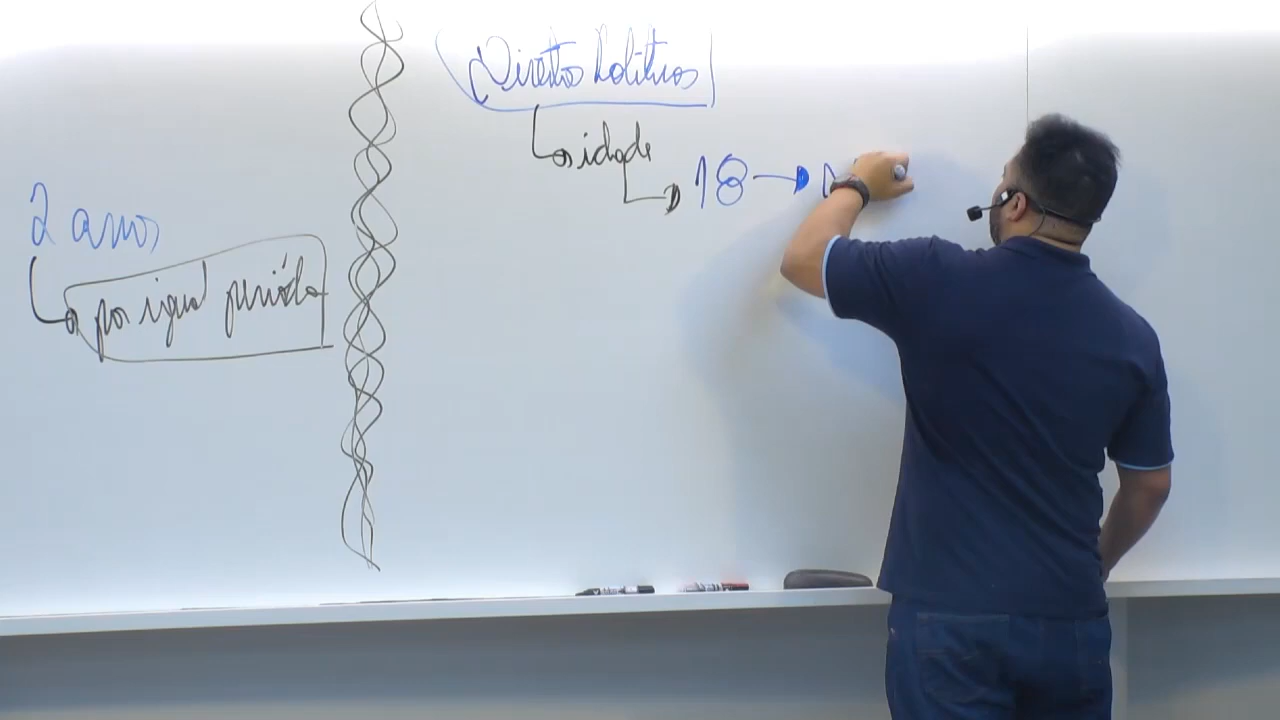 2 anos
por igual período
Direitos Políticos
idade
18